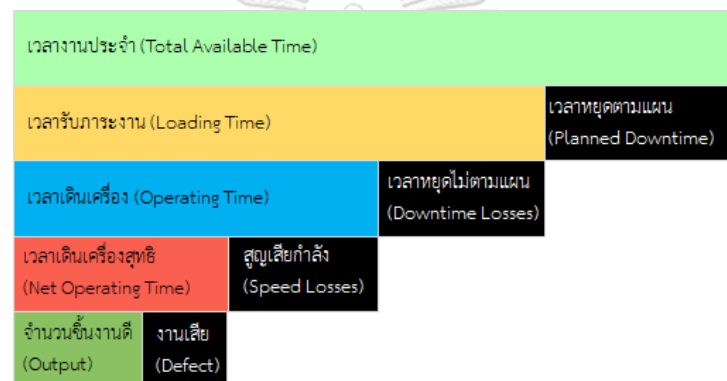 เวลางานประจำ (Total Available Time)
เวลารับภาระงาน (Loading Time)
เวลาหยุดตามแผน
(Planned Downtime)
เวลาเดินเครื่อง (Operating Time)
เวลาหยุดไม่ตามแผน
(Downtime Losses)
เวลาเดินเครื่องสุทธิ
(Net Operating Time)
สูญเสียกำลัง
(Speed Losses)
จำนวนชิ้นงานดี
(Output)
งานเสีย
(Defect)